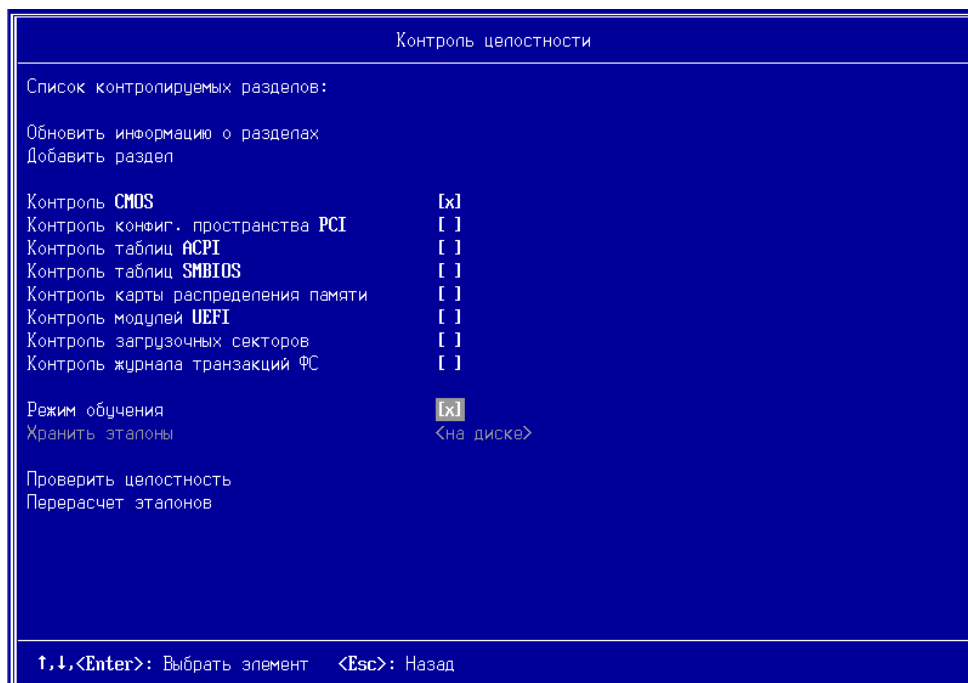 Контроль целостности
Список контролируемых разделов:
Обновить информацию о разделах
Добавить раздел
Контроль CMOS [x]
Контроль конфиг. пространства PCI [ ]
Контроль таблиц ACPI [ ]
Контроль таблиц SMBIOS [ ]
Контроль карты распределения памяти [ ]
Контроль модулей UEFI [ ]
Контроль загрузочных секторов [ ]
Контроль журнала транзакций ФС [ ]
Режим обучения [x]
Хранить эталоны <на диске>
Проверить целостность
Перерасчет эталонов
↑,↓,<Enter>: Выбрать элемент <Esc>: Назад